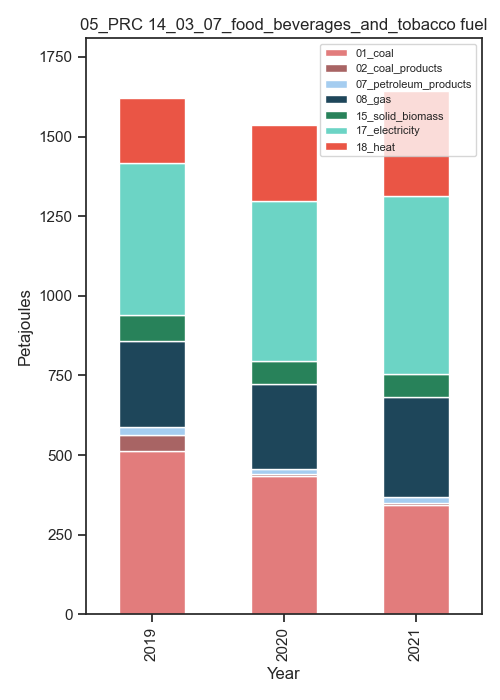 05_PRC 14_03_07_food_beverages_and_tobacco fuel
01_coal
02_coal_products
07_petroleum_products
08_gas
15_solid_biomass
17_electricity
18_heat
1750
1500
1250
1000
750
500
250
0
Petajoules
2019
2020
2021
Year